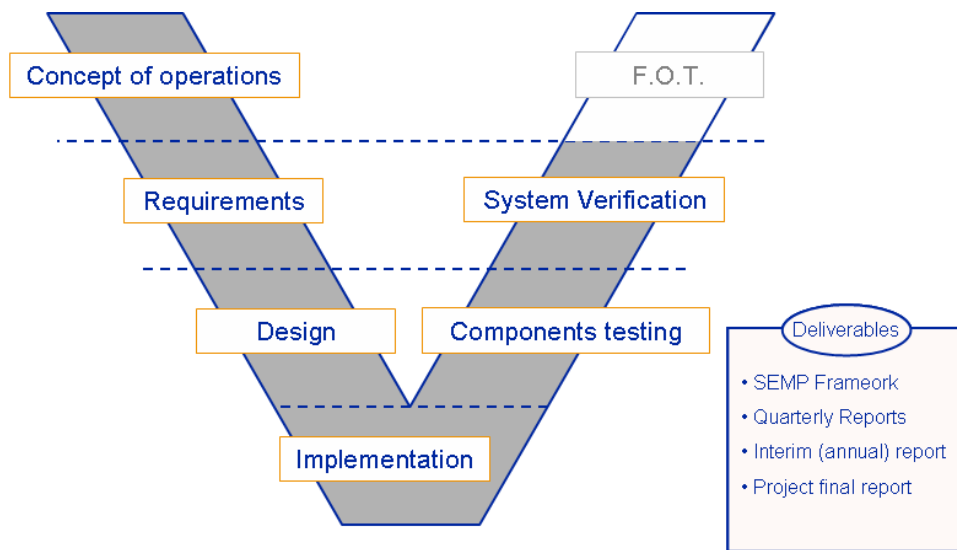 Concept of operations
F.O.T.
Requirements
System Verification
Design
Components testing
Implementation
Deliverables
• SEMP Frameork
• Quarterly Reports
• Interim (annual) report
• Project final report